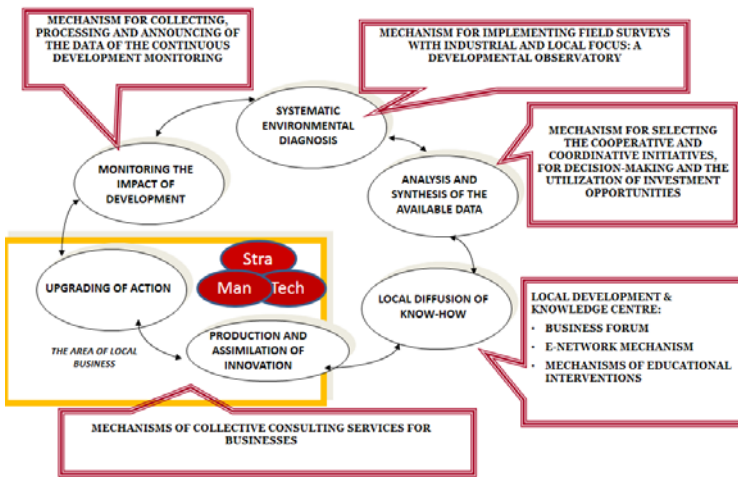 MECHANISM FOR COLLECTING,
PROCESSING AND ANNOUNCING OF
OF THE DATA OF THE CONTINUOUS
DEVELOPMENT MONITORING
MECHANISM FOR IMPLEMENTING FIELD SURVEYS
WITH INDUSTRIAL AND LOCAL FOCUS: A
DEVELOPMENTAL OBSERVATORY
SYSTEMATIC
ENVIRONMENTAL
DIAGNOSIS
MECHANISM FOR SELECTING
THE COOPERATIVE AND
COORDINATIVE INITIATIVES,
FOR DECISION-MAKING AND THE
UTILIZATION OF INVESTMENT
OPPORTUNITIES
MONITORING THE
IMPACT OF
DEVELOPMENT
ANALYSIS AND
SYNTHESIS OF THE
AVAILABLE DATA
Stra
Man
Tech
UPGRADING OF ACTION
LOCAL DIFFUSION OF
KNOW-HOW
LOCAL DEVELOPMENT &
KNOWLEDGE CENTRE:
• BUSINESS FORUM
• E-NETWORK MECHANISM
• MECHANISMS OF EDUCATIONAL
INTERVENTIONS
PRODUCTION AND
ASSIMILATION OF
INNOVATION
THE AREA OF LOCAL
BUSINESS
MECHANISMS OF COLLECTIVE CONSULTING SERVICES FOR
BUSINESSES